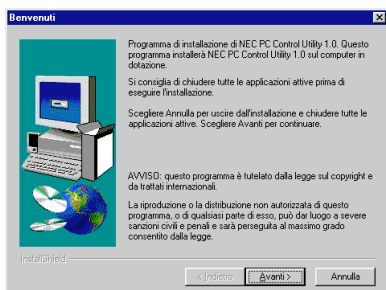 Benvenuti
Programma di installazione di NEC PC Control Utility 1.0. Questo
programma installerà NEC PC Control Utility 1.0 sul computer in
dotazione.
Si consiglia di chiudere tutte le applicazioni attive prima di
eseguire l'installazione.
Scegliere Annulla per uscire dall'installazione e chiudere tutte le
applicazioni attive. Scegliere Avanti per continuare.
AVVISO: questo programma è tutelato dalla legge sul copyright e
da trattati internazionali.
La riproduzione o la distribuzione non autorizzata di questo
programma, o di qualsiasi parte di esso, può dar luogo a severe
sanzioni civili e penali e sarà perseguita al massimo grado
consentito dalla legge.
InstallShield
< Indietro
Avanti >
Annulla